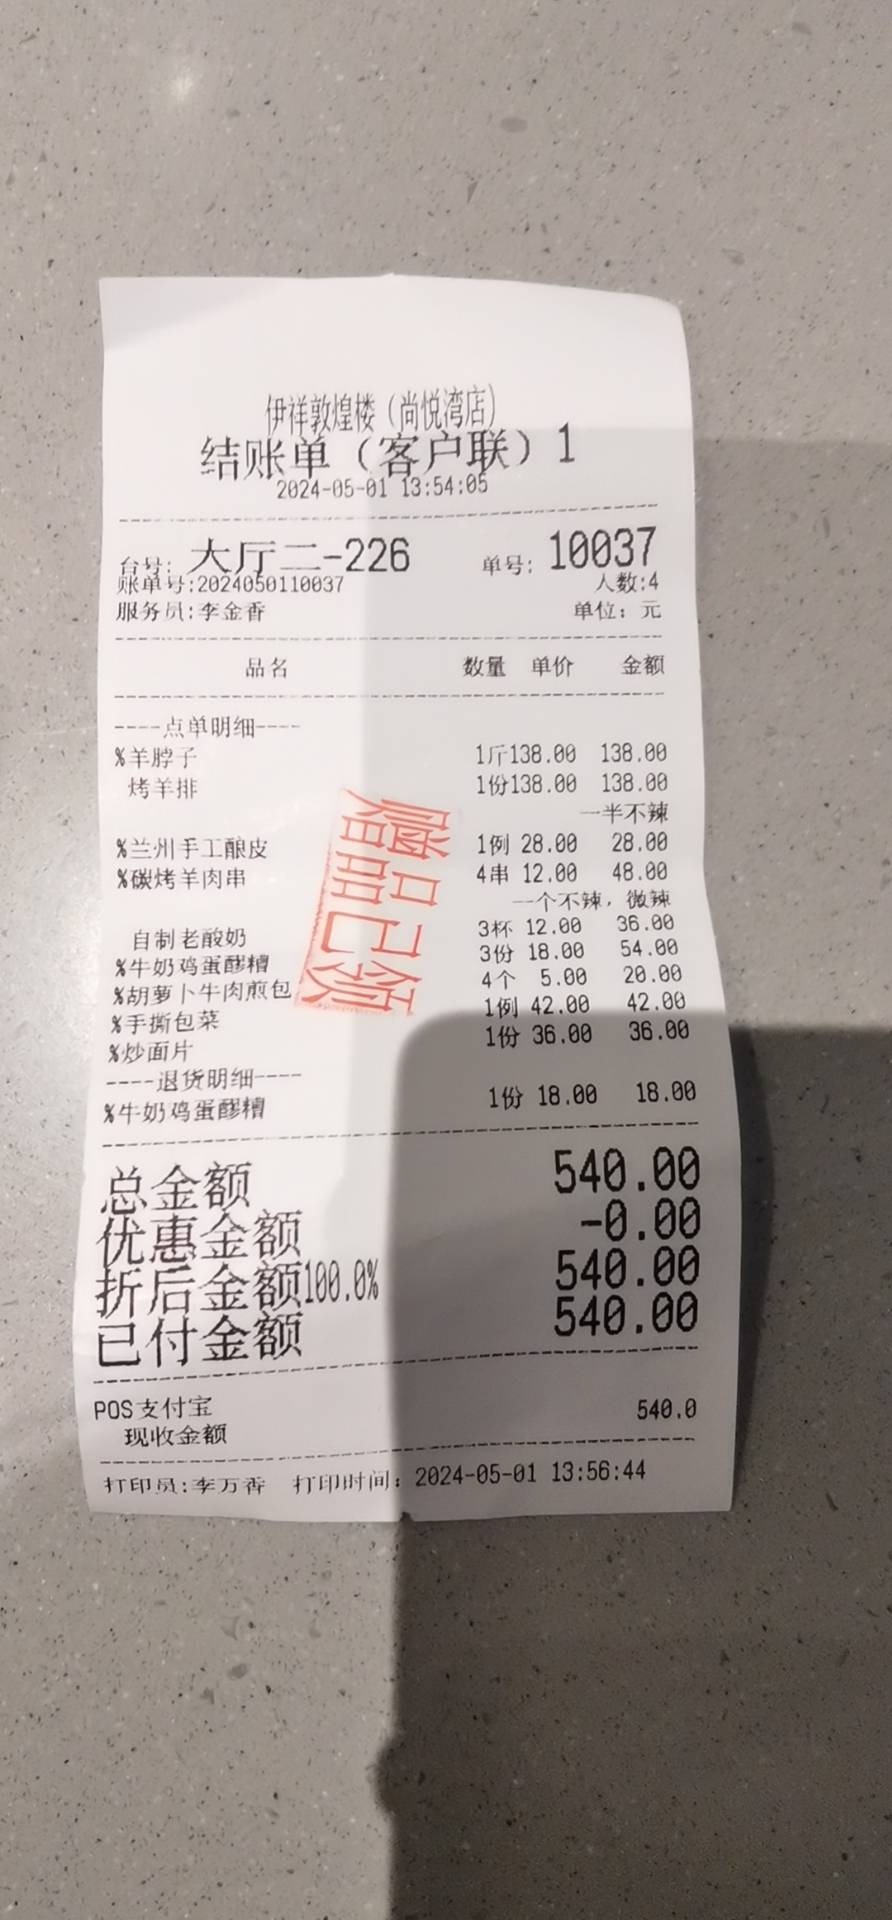 伊祥敦煌楼（尚悦湾店）
结账单（客户联）1
2024-05-01 13:54:05
台号: 大厅二-226 单号: 10037
账单号:2024050110037 人数:4
服务员:李金香 单位：元
品名 数量 单价 金额
----点单明细----
%羊脖子 1斤138.00 138.00
烤羊排 1份138.00 138.00
一半不辣
%兰州手工酿皮 1例 28.00 28.00
%碳烤羊肉串 4串 12.00 48.00
一个不辣，微辣
自制老酸奶 3杯 12.00 36.00
%牛奶鸡蛋醪糟 3份 18.00 54.00
%胡萝卜牛肉煎包 4个 5.00 20.00
%手撕包菜 1例 42.00 42.00
%炒面片 1份 36.00 36.00
----退货明细----
%牛奶鸡蛋醪糟 1份 18.00 18.00
总金额 540.00
优惠金额 -0.00
折后金额100.0% 540.00
已付金额 540.00
POS支付宝 540.0
现收金额
打印员:李万香 打印时间：2024-05-01 13:56:44
赠品已领